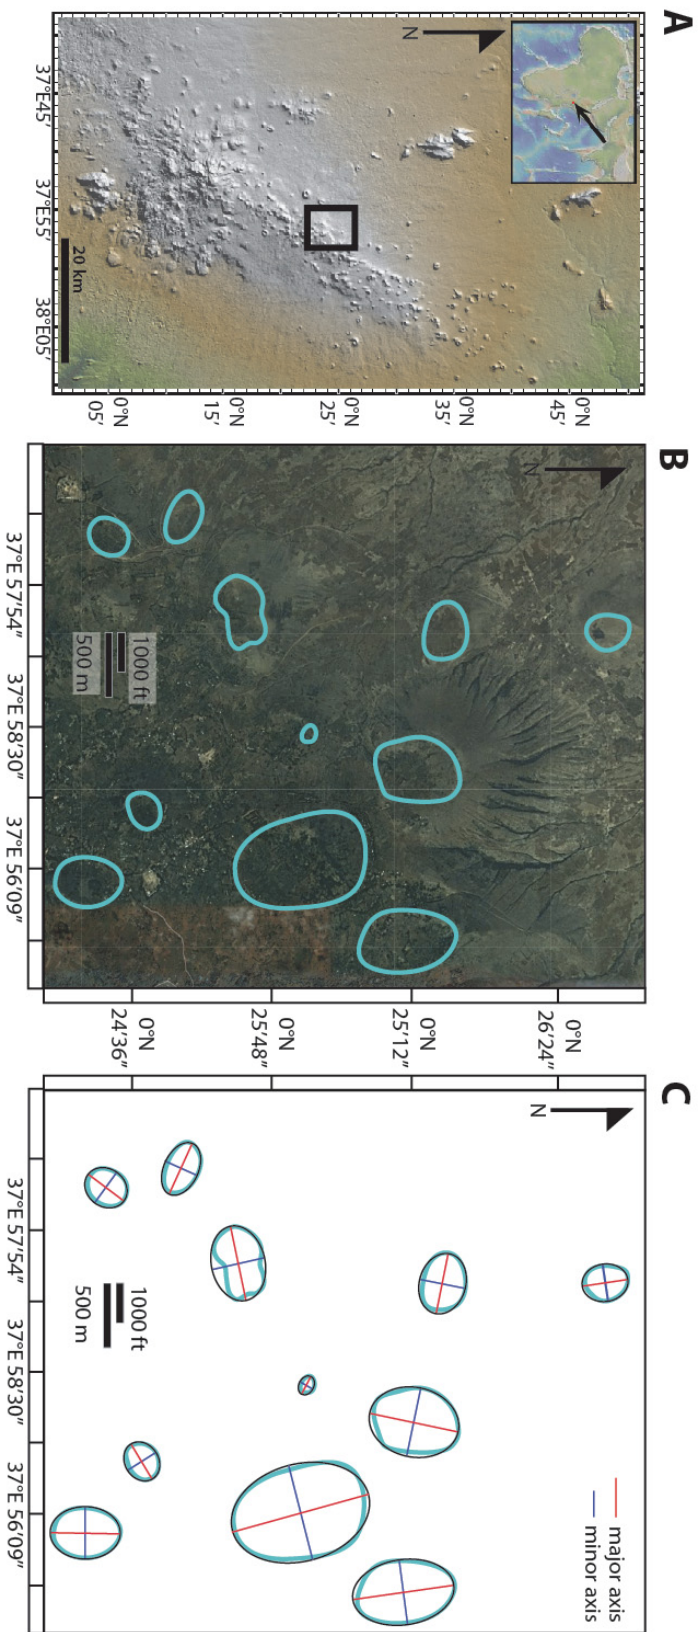 A
N
20 km
37°E45′
37°E55′
38°E05′
0°N
45′
0°N
35′
0°N
25′
0°N
15′
0°N
05′
B
N
1000 ft
500 m
37°E 57′54″
37°E 58′30″
37°E 56′09″
0°N
26′24″
0°N
25′12″
0°N
25′48″
0°N
24′36″
C
N
major axis
minor axis
1000 ft
500 m
37°E 57′54″
37°E 58′30″
37°E 56′09″